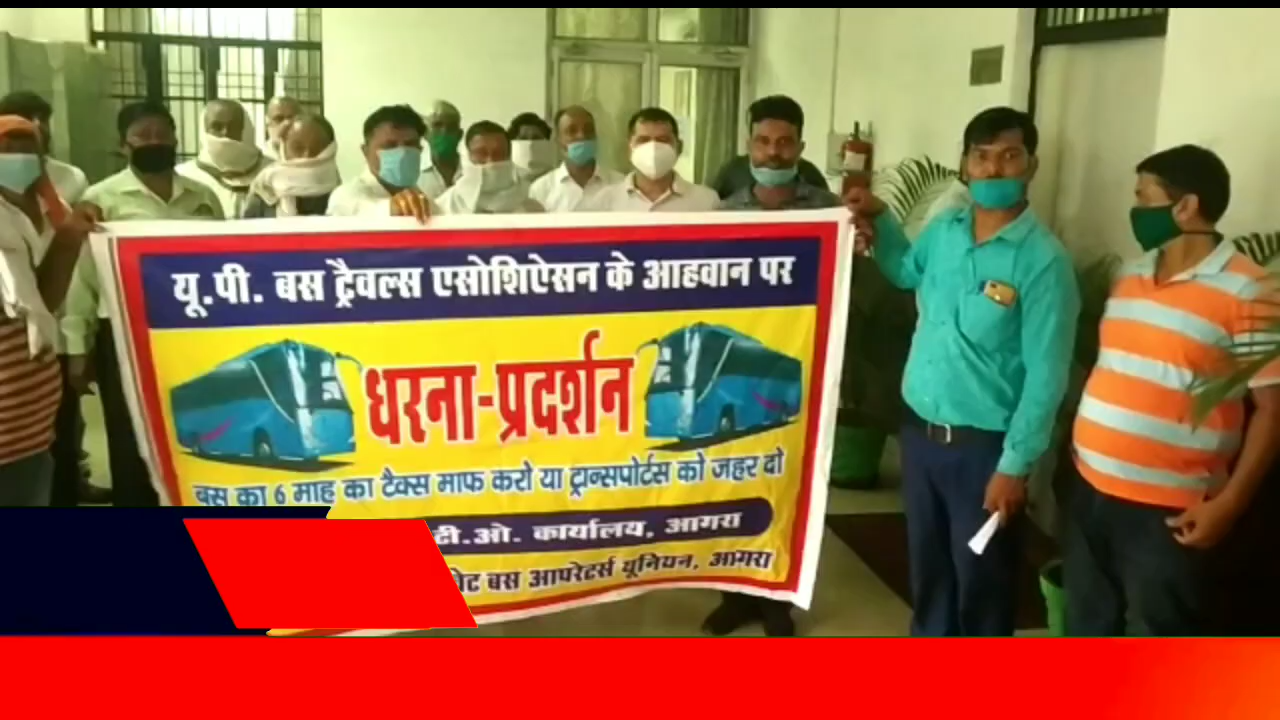 यू.पी. बस ट्रैवल्स एसोशिऐसन के आहवान पर
धरना-प्रदर्शन
बस का 6 माह का टैक्स माफ करो या ट्रान्सपोर्टस को जहर दो
टी.ओ. कार्यालय, आगरा
बस आपरेटर्स यूनियन, आगरा